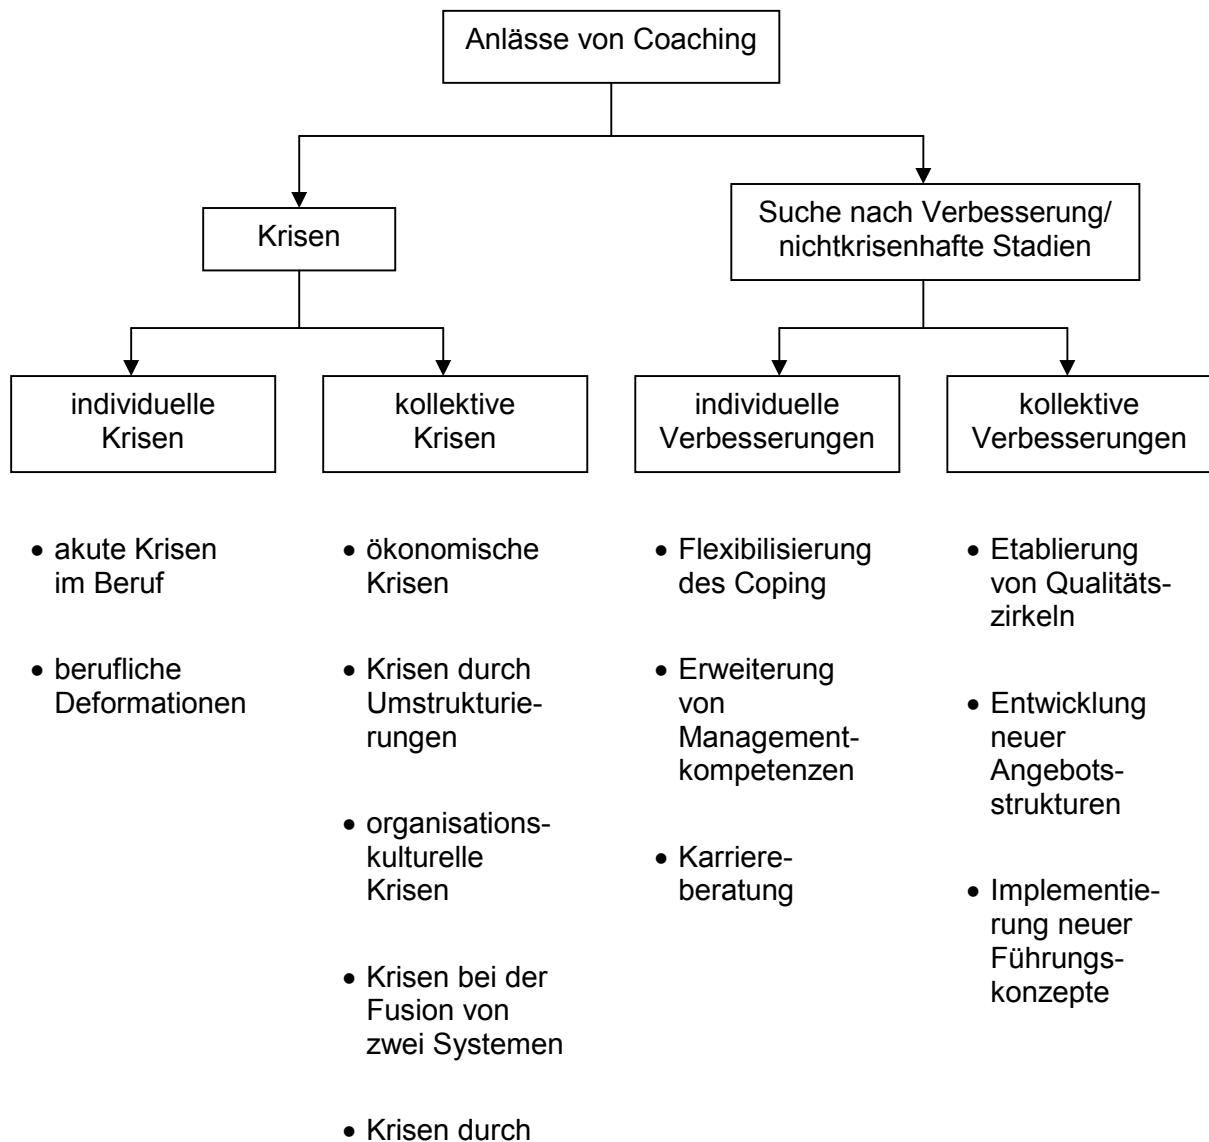 Anlässe von Coaching
Krisen
Suche nach Verbesserung/
nichtkrisenhafte Stadien
individuelle
Krisen
kollektive
Krisen
individuelle
Verbesserungen
kollektive
Verbesserungen
• akute Krisen
im Beruf
• berufliche
Deformationen
• ökonomische
Krisen
• Krisen durch
Umstrukturie-
rungen
• organisations-
kulturelle
Krisen
• Krisen bei der
Fusion von
zwei Systemen
• Krisen durch
• Flexibilisierung
des Coping
• Erweiterung
von
Management-
kompetenzen
• Karriere-
beratung
• Etablierung
von Qualitäts-
zirkeln
• Entwicklung
neuer
Angebots-
strukturen
• Implementie-
rung neuer
Führungs-
konzepte